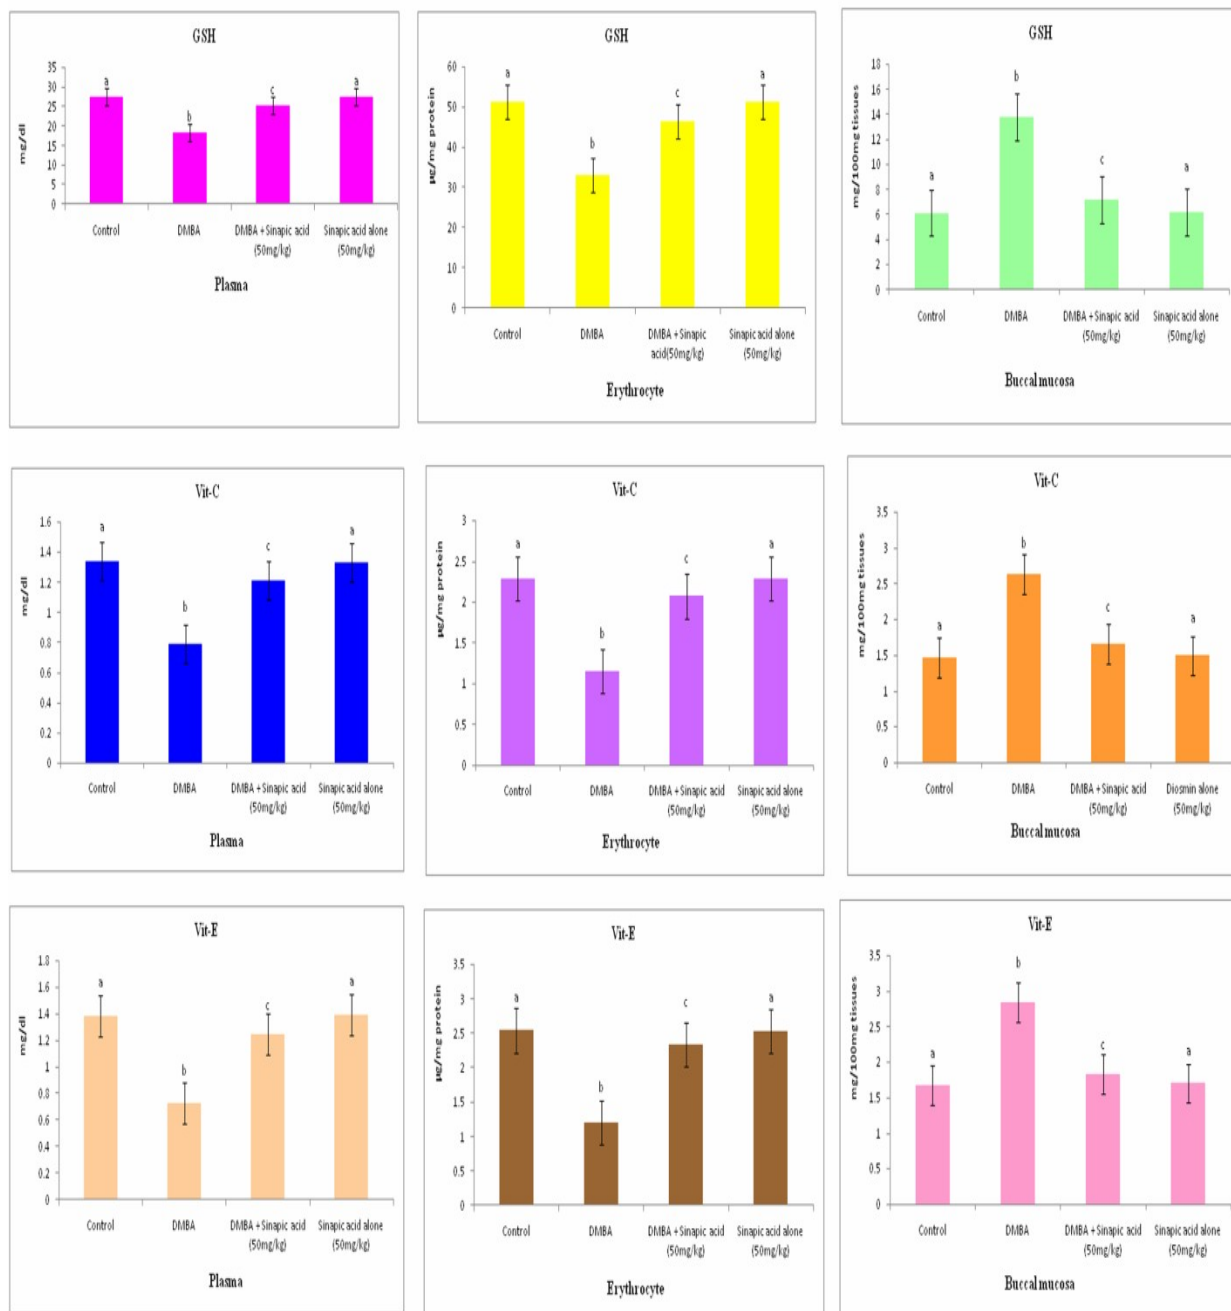 GSH
35
30
25
20
15
10
5
0
mg/dl
a
b
c
a
Control
DMBA
DMBA + Sinapic acid
(50mg/kg)
Sinapic acid alone
(50mg/kg)
Plasma
GSH
60
50
40
30
20
10
0
µg/mg protein
a
b
c
a
Control
DMBA
DMBA + Sinapic
acid(50mg/kg)
Sinapic acid alone
(50mg/kg)
Erythrocyte
GSH
18
16
14
12
10
8
6
4
2
0
mg/100mg tissues
a
b
c
a
Control
DMBA
DMBA + Sinapic acid
(50mg/kg)
Sinapic acid alone
(50mg/kg)
Buccal mucosa
Vit-C
1.6
1.4
1.2
1
0.8
0.6
0.4
0.2
0
mg/dl
a
b
c
a
Control
DMBA
DMBA + Sinapic acid
(50mg/kg)
Sinapic acid alone
(50mg/kg)
Plasma
Vit-C
3
2.5
2
1.5
1
0.5
0
µg/mg protein
a
b
c
a
Control
DMBA
DMBA + Sinapic acid
(50mg/kg)
Sinapic acid alone
(50mg/kg)
Erythrocyte
Vit-C
3.5
3
2.5
2
1.5
1
0.5
0
mg/100mg tissues
a
b
c
a
Control
DMBA
DMBA + Sinapic acid
(50mg/kg)
Diosmin alone
(50mg/kg)
Buccal mucosa
Vit-E
1.8
1.6
1.4
1.2
1
0.8
0.6
0.4
0.2
0
mg/dl
a
b
c
a
Control
DMBA
DMBA + Sinapic acid
(50mg/kg)
Sinapic acid alone
(50mg/kg)
Plasma
Vit-E
3.5
3
2.5
2
1.5
1
0.5
0
µg/mg protein
a
b
c
a
Control
DMBA
DMBA + Sinapic acid
(50mg/kg)
Sinapic acid alone
(50mg/kg)
Erythrocyte
Vit-E
3.5
3
2.5
2
1.5
1
0.5
0
mg/100mg tissues
a
b
c
a
Control
DMBA
DMBA + Sinapic acid
(50mg/kg)
Sinapic acid alone
(50mg/kg)
Buccal mucosa